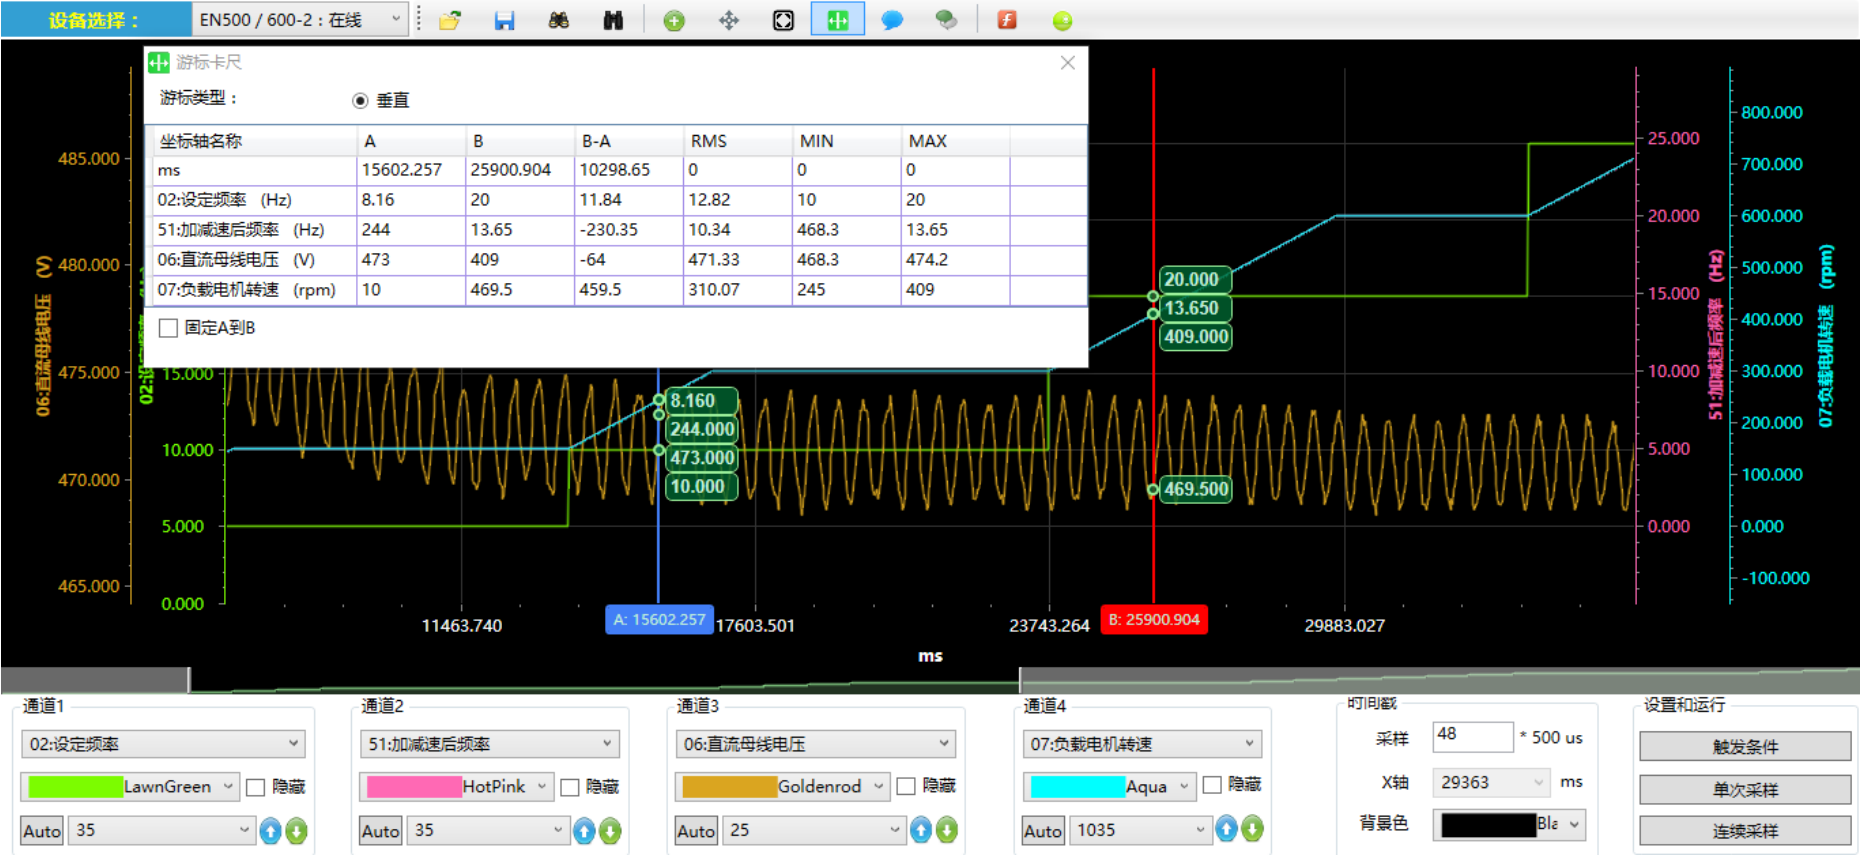 设备选择：
EN500 / 600-2：在线
游标卡尺
游标类型：
垂直
坐标轴名称 A B B-A RMS MIN MAX
ms 15602.257 25900.904 10298.65 0 0 0
02:设定频率 (Hz) 8.16 20 11.84 12.82 10 20
51:加减速后频率 (Hz) 244 13.65 -230.35 10.34 468.3 13.65
06:直流母线电压 (V) 473 409 -64 471.33 468.3 474.2
07:负载电机转速 (rpm) 10 469.5 459.5 310.07 245 409
固定A到B
06:直流母线电压 (V)
485.000
480.000
475.000
470.000
465.000
15.000
10.000
5.000
0.000
8.160
244.000
473.000
10.000
20.000
13.650
409.000
469.500
25.000
20.000
15.000
10.000
5.000
0.000
51:加减速后频率 (Hz)
800.000
700.000
600.000
500.000
400.000
300.000
200.000
100.000
0.000
-100.000
07:负载电机转速 (rpm)
11463.740
A: 15602.257
17603.501
23743.264
B: 25900.904
29883.027
ms
通道1
02:设定频率
LawnGreen
隐藏
Auto
35
通道2
51:加减速后频率
HotPink
隐藏
Auto
35
通道3
06:直流母线电压
Goldenrod
隐藏
Auto
25
通道4
07:负载电机转速
Aqua
隐藏
Auto
1035
时间戳
采样 48 * 500 us
X轴 29363 ms
背景色 Bla
设置和运行
触发条件
单次采样
连续采样